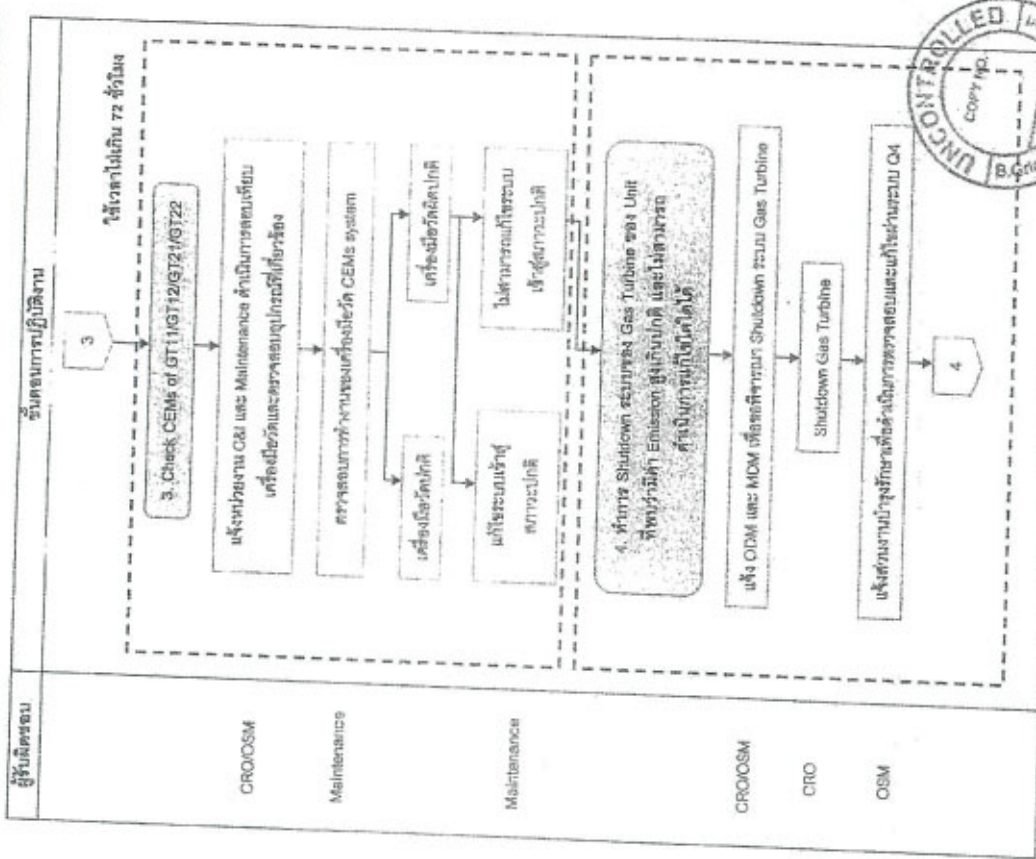 ผู้รับผิดชอบ
ขั้นตอนการปฏิบัติงาน
3
ใช้เวลาไม่เกิน 72 ชั่วโมง
3. Check CEMs of GT11/GT12/GT21/GT22
CRO/OSM
แจ้งหน่วยงาน C&I และ Maintenance ดำเนินการสอบเทียบ
เครื่องมือวัดและตรวจสอบอุปกรณ์ที่เกี่ยวข้อง
Maintenance
ตรวจสอบการทำงานของเครื่องมือวัด CEMs system
เครื่องมือวัดปกติ
เครื่องมือวัดผิดปกติ
Maintenance
แก้ไขระบบเข้าสู่
สภาวะปกติ
ไม่สามารถแก้ไขระบบ
เข้าสู่สภาวะปกติ
4. ทำการ Shutdown ระบบของ Gas Turbine ของ Unit
ที่พบว่ามีค่า Emission สูงเกินปกติ และไม่สามารถ
ดำเนินการแก้ไขใดใดได้
CRO/OSM
แจ้ง ODM และ MDM เพื่อขอพิจารณา Shutdown ระบบ Gas Turbine
CRO
Shutdown Gas Turbine
OSM
แจ้งส่วนงานบำรุงรักษาเพื่อดำเนินการตรวจสอบและแก้ไขผ่านระบบ Q4
4
UNCONTROLLED
COPY NO.